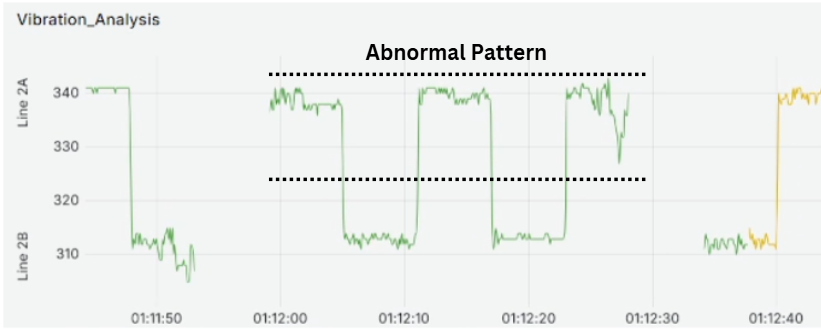 Vibration_Analysis
Abnormal Pattern
Line 2A
340
330
320
Line 2B
310
01:11:50
01:12:00
01:12:10
01:12:20
01:12:30
01:12:40